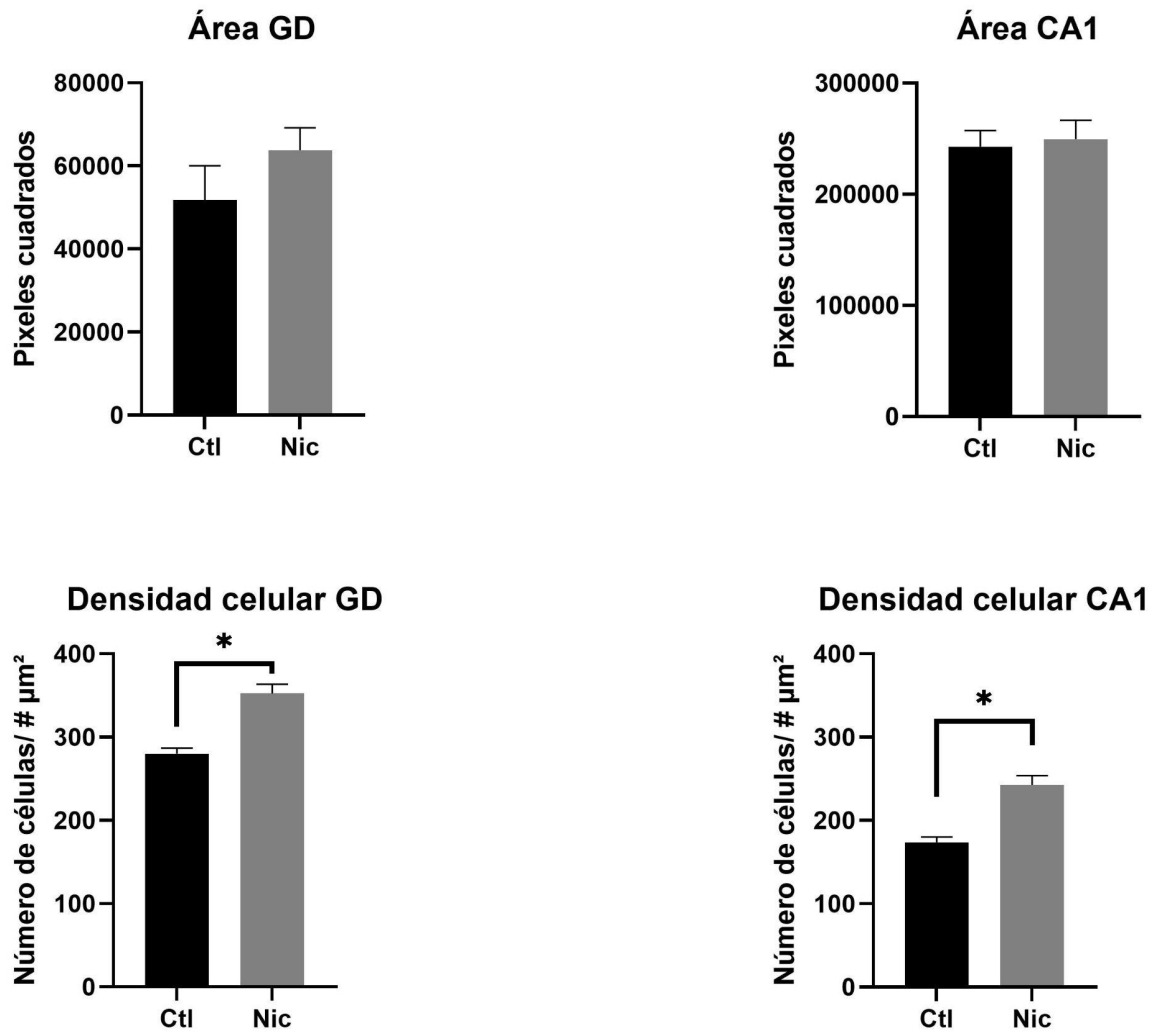 Área GD
Pixeles cuadrados
80000
60000
40000
20000
0
Ctl Nic
Área CA1
Pixeles cuadrados
300000
200000
100000
0
Ctl Nic
Densidad celular GD
Número de células/ # µm²
400
300
200
100
0
*
Ctl Nic
Densidad celular CA1
Número de células/ # µm²
400
300
200
100
0
*
Ctl Nic